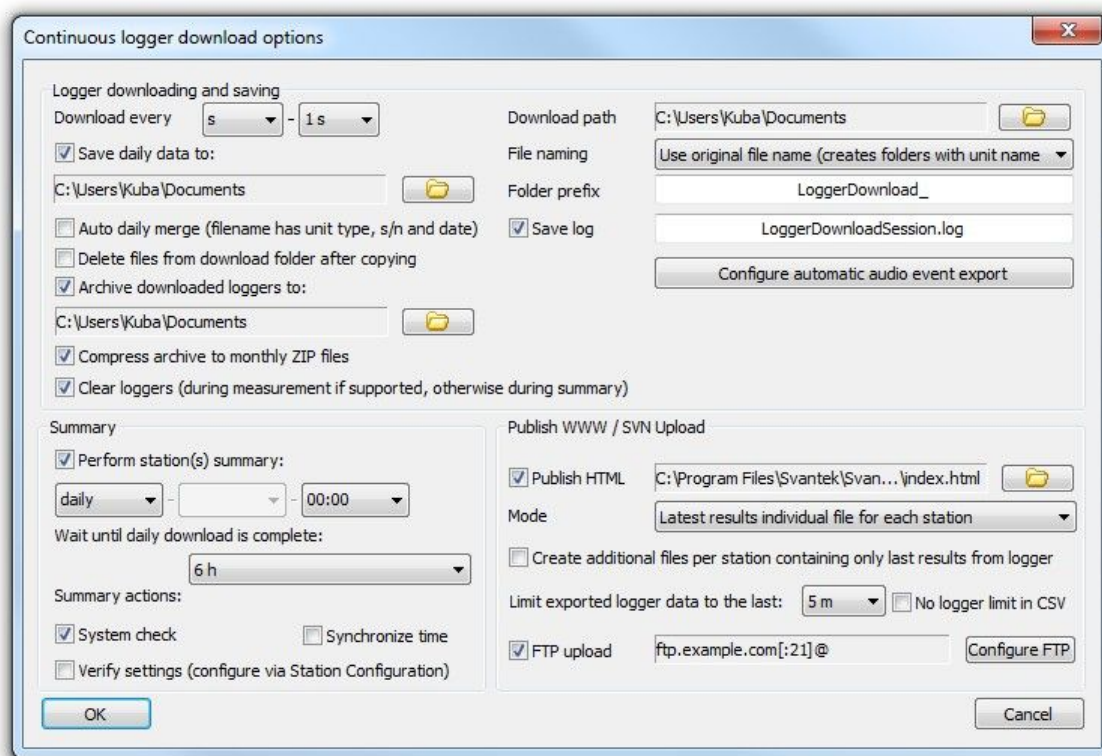 Continuous logger download options
Logger downloading and saving
Download every s - 1 s
Save daily data to:
C:\Users\Kuba\Documents
Auto daily merge (filename has unit type, s/n and date)
Delete files from download folder after copying
Archive downloaded loggers to:
C:\Users\Kuba\Documents
Compress archive to monthly ZIP files
Clear loggers (during measurement if supported, otherwise during summary)
Download path C:\Users\Kuba\Documents
File naming Use original file name (creates folders with unit name
Folder prefix LoggerDownload_
Save log LoggerDownloadSession.log
Configure automatic audio event export
Summary
Perform station(s) summary:
daily - - 00:00
Wait until daily download is complete:
6 h
Summary actions:
System check Synchronize time
Verify settings (configure via Station Configuration)
Publish WWW / SVN Upload
Publish HTML C:\Program Files\Svantek\Svan...\index.html
Mode Latest results individual file for each station
Create additional files per station containing only last results from logger
Limit exported logger data to the last: 5 m No logger limit in CSV
FTP upload ftp.example.com[:21]@ Configure FTP
OK Cancel